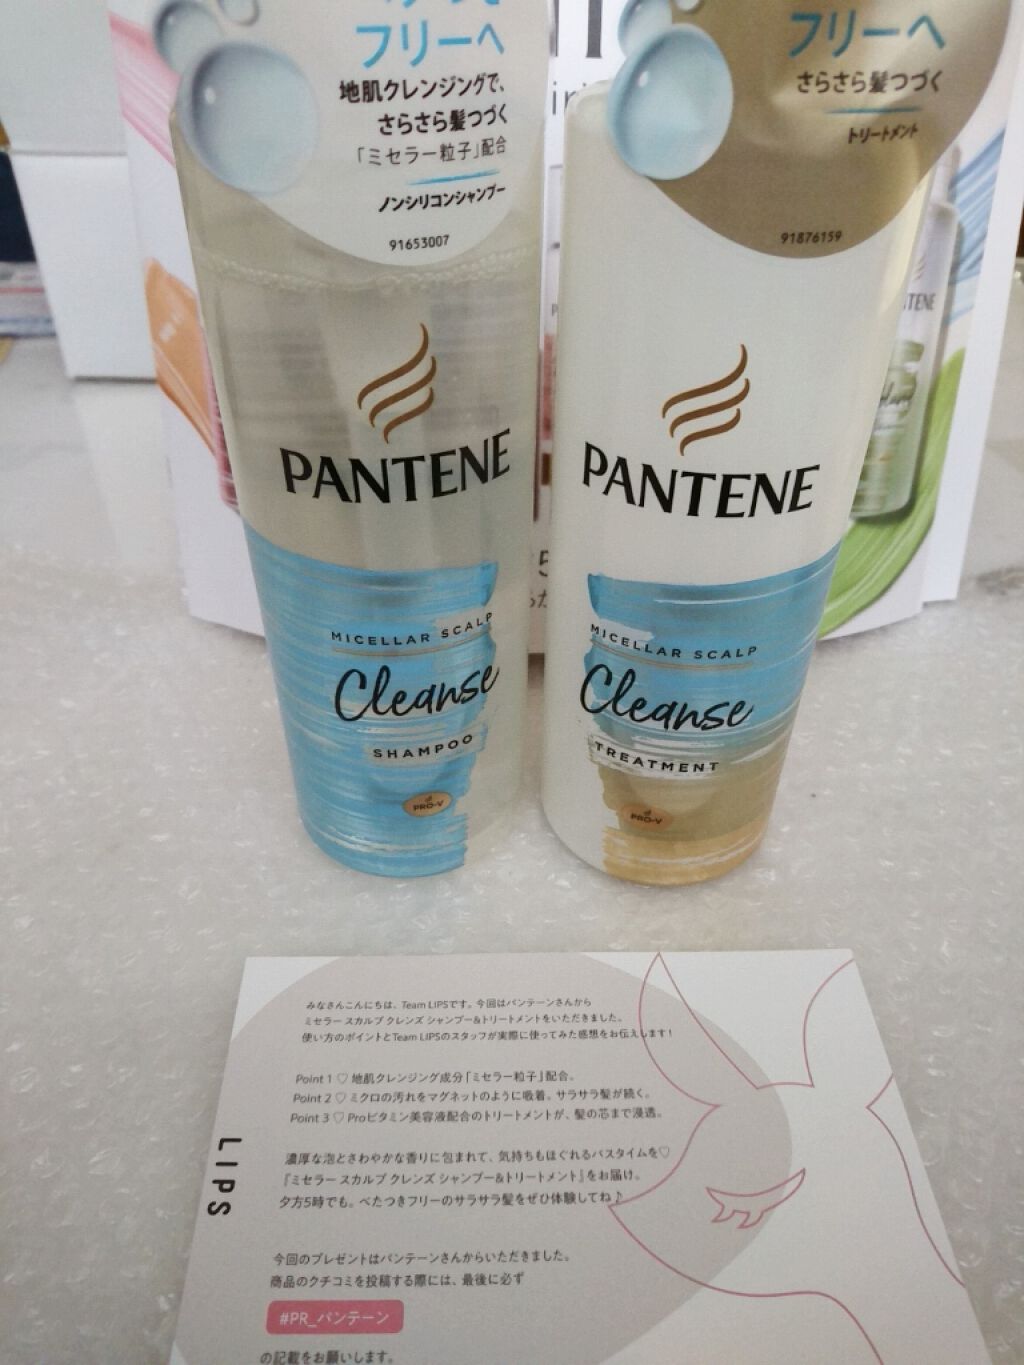 フリーへ
地肌クレンジングで、
さらさら髪つづく
「ミセラー粒子」配合
ノンシリコンシャンプー
91653007
PANTENE
MICELLAR SCALP
Cleanse
SHAMPOO
PRO-V
フリーへ
さらさら髪つづく
トリートメント
91876159
PANTENE
MICELLAR SCALP
Cleanse
TREATMENT
PRO-V
LIPS
みなさんこんにちは、Team LIPSです。今回はパンテーンさんから
ミセラー スカルプ クレンズ シャンプー&トリートメントをいただきました。
使い方のポイントとTeam LIPSのスタッフが実際に使ってみた感想をお伝えします!
Point 1 ♡ 地肌クレンジング成分「ミセラー粒子」配合。
Point 2 ♡ ミクロの汚れをマグネットのように吸着。サラサラ髪が続く。
Point 3 ♡ Proビタミン美容液配合のトリートメントが、髪の芯まで浸透。
濃厚な泡とさわやかな香りに包まれて、気持ちもほぐれるバスタイムを♡
『ミセラー スカルプ クレンズ シャンプー&トリートメント』をお届け。
夕方5時でも。べたつきフリーのサラサラ髪をぜひ体験してね♪
今回のプレゼントはパンテーンさんからいただきました。
商品のクチコミを投稿する際には、最後に必ず
#PR_パンテーン
の記載をお願いします。